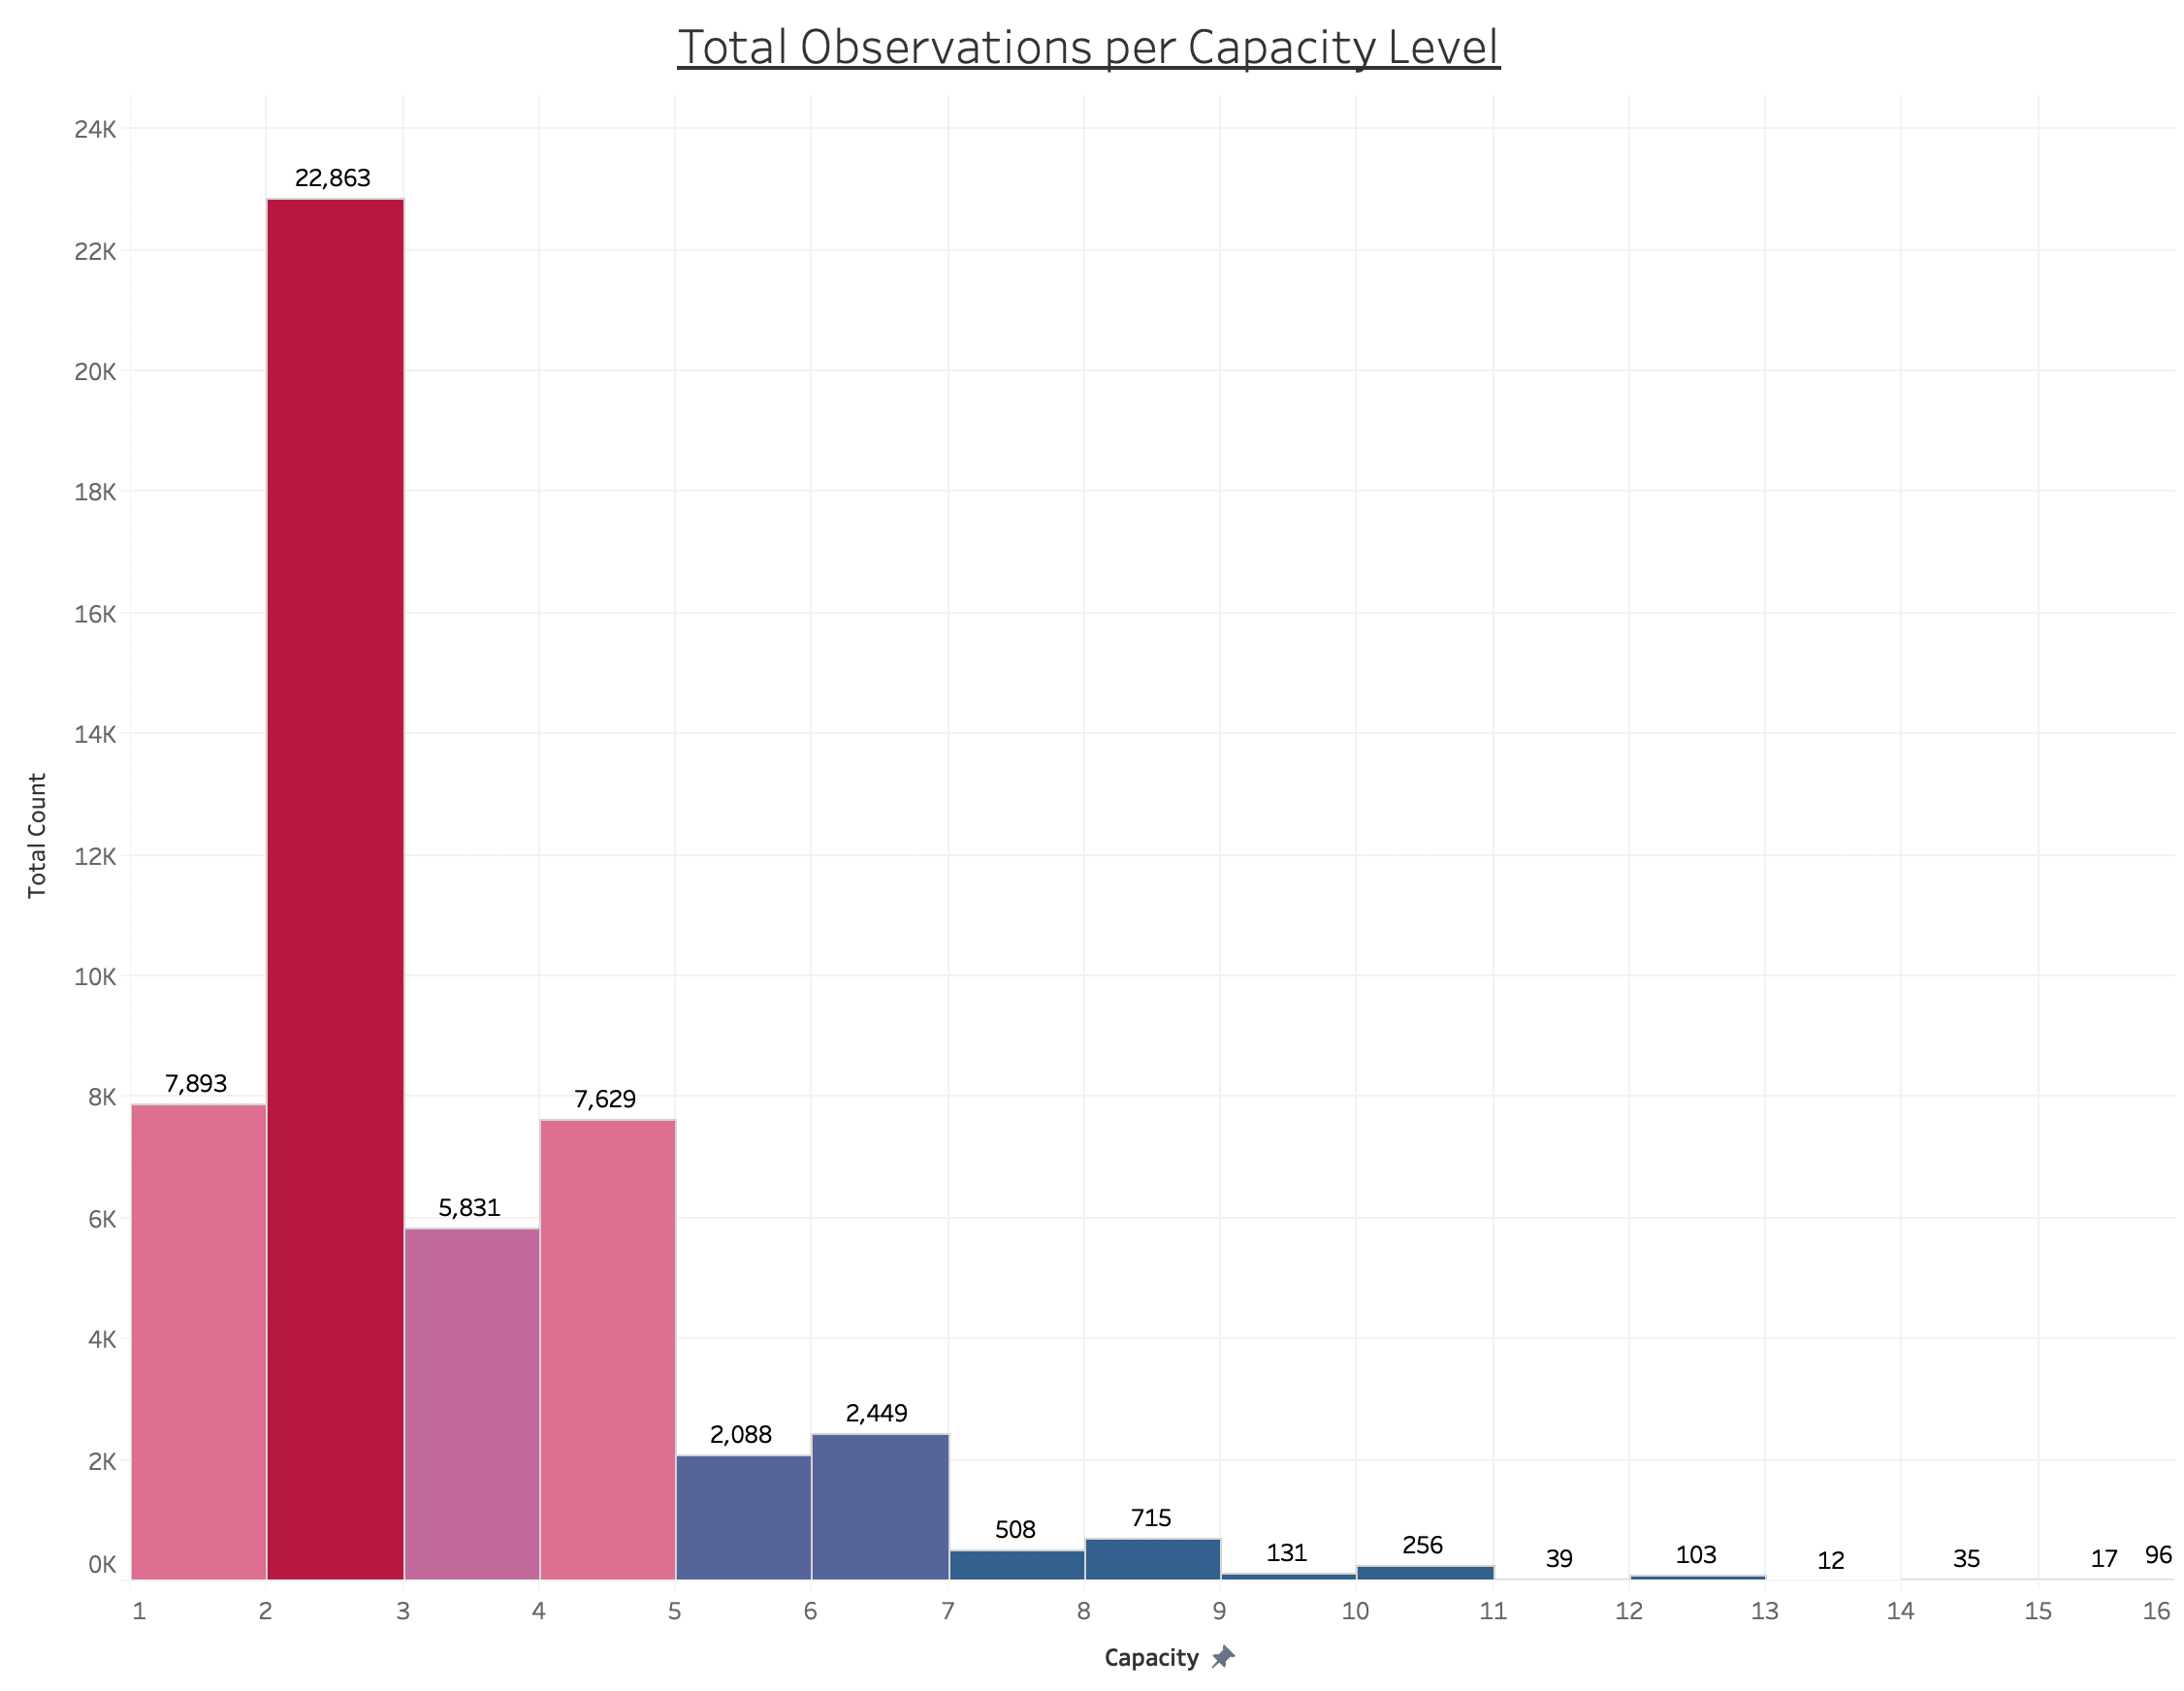 Total Observations per Capacity Level
24K
22,863
22K
20K
18K
16K
14K
Total Count
12K
10K
8K
7,893
7,629
6K
5,831
4K
2K
2,088
2,449
0K
508
715
131
256
39
103
12
35
17
96
1 2 3 4 5 6 7 8 9 10 11 12 13 14 15 16
Capacity